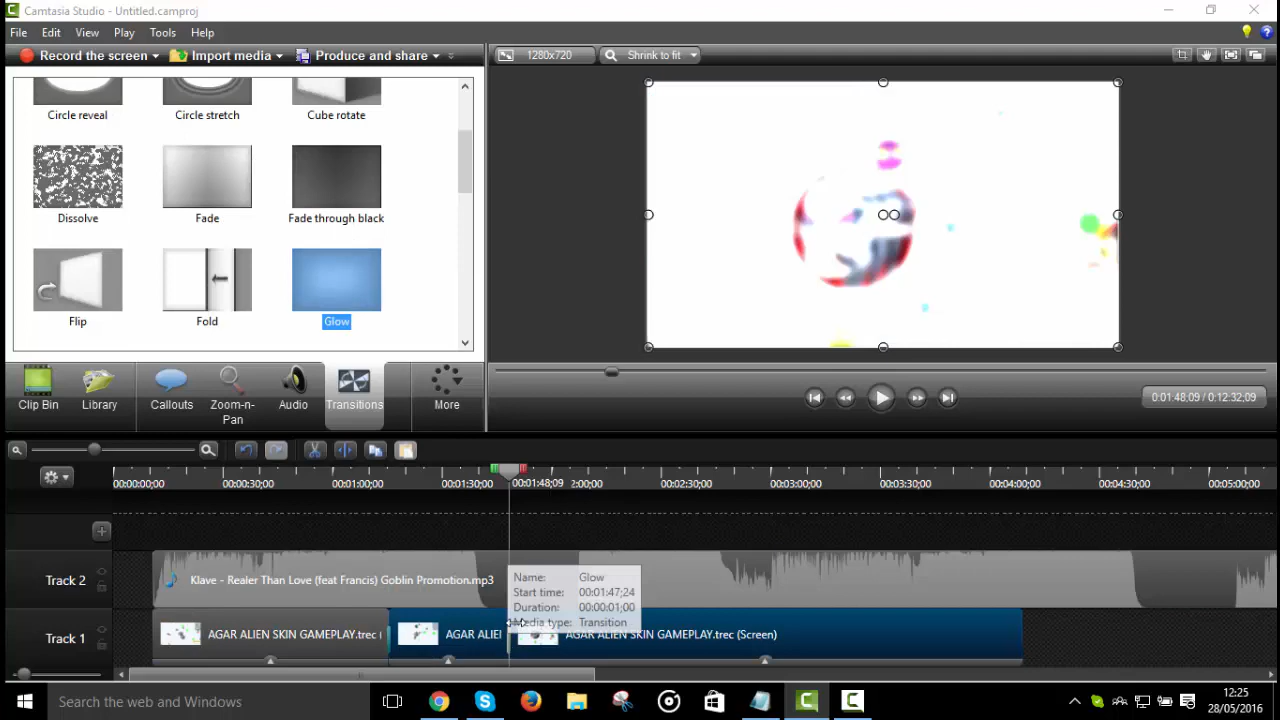 Camtasia Studio - Untitled.camproj
File Edit View Play Tools Help
Record the screen Import media Produce and share
1280x720 Shrink to fit
Circle reveal Circle stretch Cube rotate
Dissolve Fade Fade through black
Flip Fold Glow
Clip Bin Library Callouts Zoom-n-Pan Audio Transitions More
0:01:48;09 / 0:12:32;09
00:00:00;00 00:00:30;00 00:01:00;00 00:01:30;00 00:01:48;09 2:00;00 00:02:30;00 00:03:00;00 00:03:30;00 00:04:00;00 00:04:30;00 00:05:00;00
Track 2 Klave - Realer Than Love (feat Francis) Goblin Promotion.mp3
Name: Glow
Start time: 00:01:47;24
Duration: 00:00:01;00
Media type: Transition
Track 1 AGAR ALIEN SKIN GAMEPLAY.trec ( AGAR ALIEI AGAR ALIEN SKIN GAMEPLAY.trec (Screen)
Search the web and Windows
12:25
28/05/2016